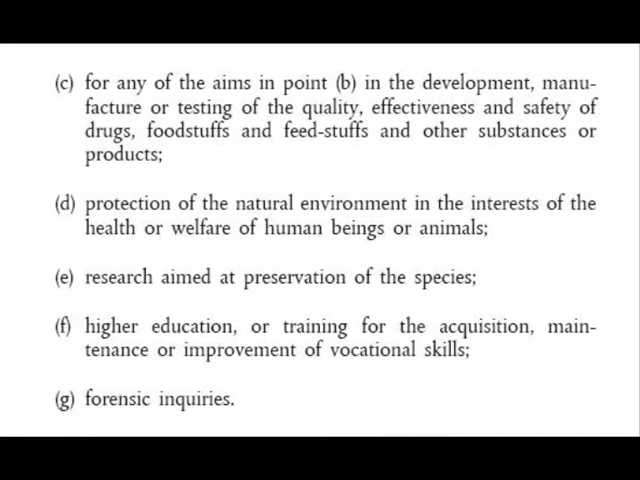 (c) for any of the aims in point (b) in the development, manu-
facture or testing of the quality, effectiveness and safety of
drugs, foodstuffs and feed-stuffs and other substances or
products;
(d) protection of the natural environment in the interests of the
health or welfare of human beings or animals;
(e) research aimed at preservation of the species;
(f) higher education, or training for the acquisition, main-
tenance or improvement of vocational skills;
(g) forensic inquiries.